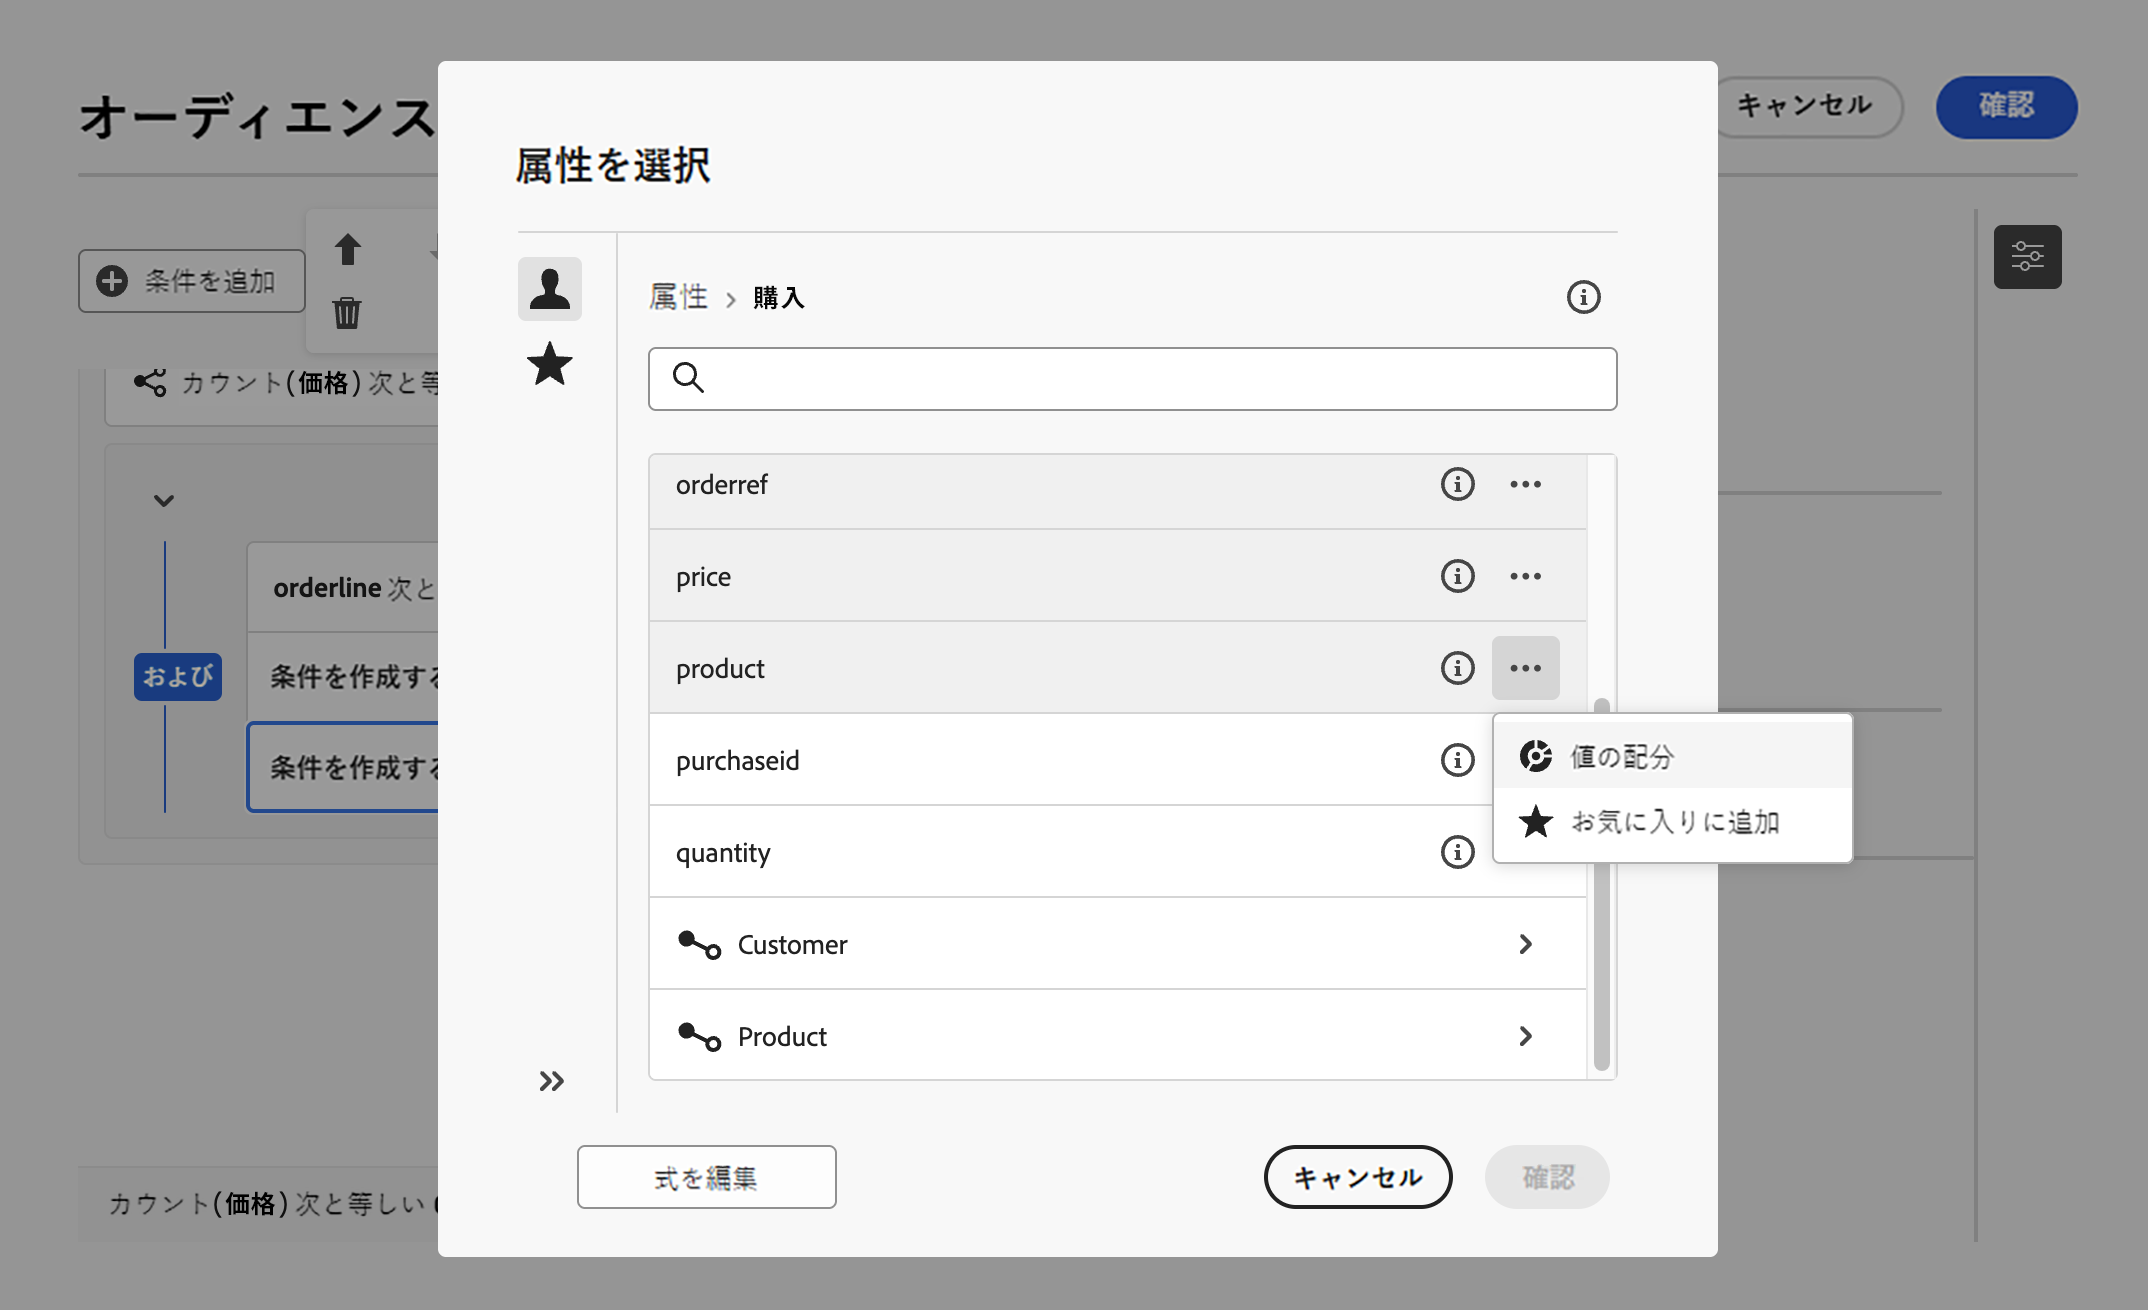 オーディエンス
キャンセル
確認
条件を追加
カウント(価格) 次と等
orderline 次と
および
条件を作成する
条件を作成する
カウント(価格) 次と等しい
属性を選択
属性 › 購入
orderref
price
product
値の配分
お気に入りに追加
purchaseid
quantity
Customer
Product
式を編集
キャンセル
確認